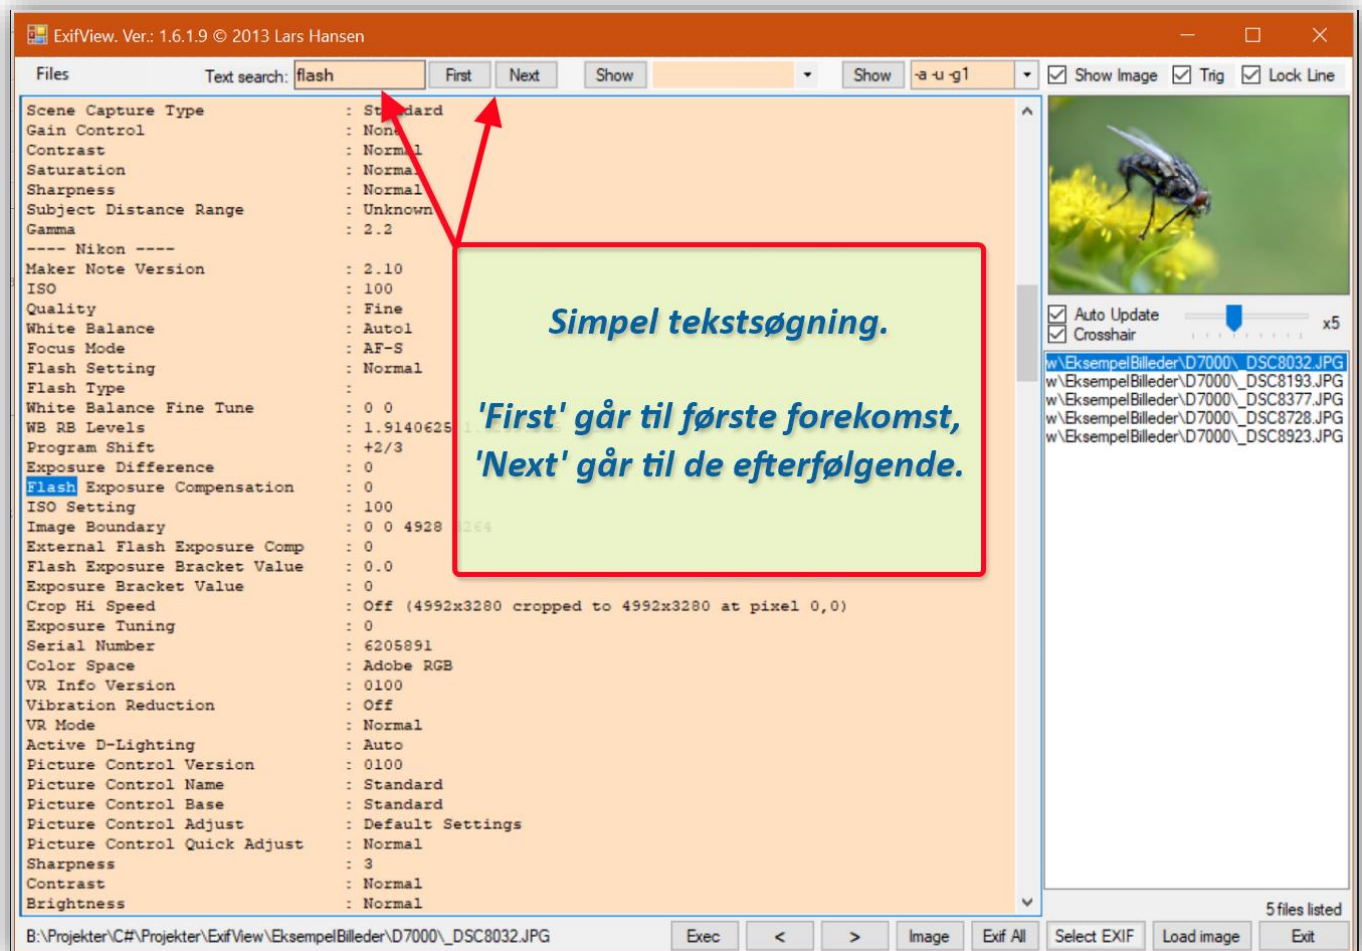 ExifView. Ver.: 1.6.1.9 © 2013 Lars Hansen
Files Text search: flash First Next Show Show -a -u -g1 Show Image Trig Lock Line
Scene Capture Type : Standard
Gain Control : None
Contrast : Normal
Saturation : Normal
Sharpness : Normal
Subject Distance Range : Unknown
Gamma : 2.2
---- Nikon ----
Maker Note Version : 2.10
ISO : 100
Quality : Fine
White Balance : Auto1
Focus Mode : AF-S
Flash Setting : Normal
Flash Type :
White Balance Fine Tune : 0 0
WB RB Levels : 1.9140625
Program Shift : +2/3
Exposure Difference : 0
Flash Exposure Compensation : 0
ISO Setting : 100
Image Boundary : 0 0 4928 3264
External Flash Exposure Comp : 0
Flash Exposure Bracket Value : 0.0
Exposure Bracket Value : 0
Crop Hi Speed : Off (4992x3280 cropped to 4992x3280 at pixel 0,0)
Exposure Tuning : 0
Serial Number : 6205891
Color Space : Adobe RGB
VR Info Version : 0100
Vibration Reduction : Off
VR Mode : Normal
Active D-Lighting : Auto
Picture Control Version : 0100
Picture Control Name : Standard
Picture Control Base : Standard
Picture Control Adjust : Default Settings
Picture Control Quick Adjust : Normal
Sharpness : 3
Contrast : Normal
Brightness : Normal
Simpel tekstsøgning.
'First' går til første forekomst,
'Next' går til de efterfølgende.
Auto Update
Crosshair
x5
w\EksempelBilleder\D7000\_DSC8032.JPG
w\EksempelBilleder\D7000\_DSC8193.JPG
w\EksempelBilleder\D7000\_DSC8377.JPG
w\EksempelBilleder\D7000\_DSC8728.JPG
w\EksempelBilleder\D7000\_DSC8923.JPG
5 files listed
B:\Projekter\C#\Projekter\ExifView\EksempelBilleder\D7000\_DSC8032.JPG Exec < > Image Exif All Select EXIF Load image Exit